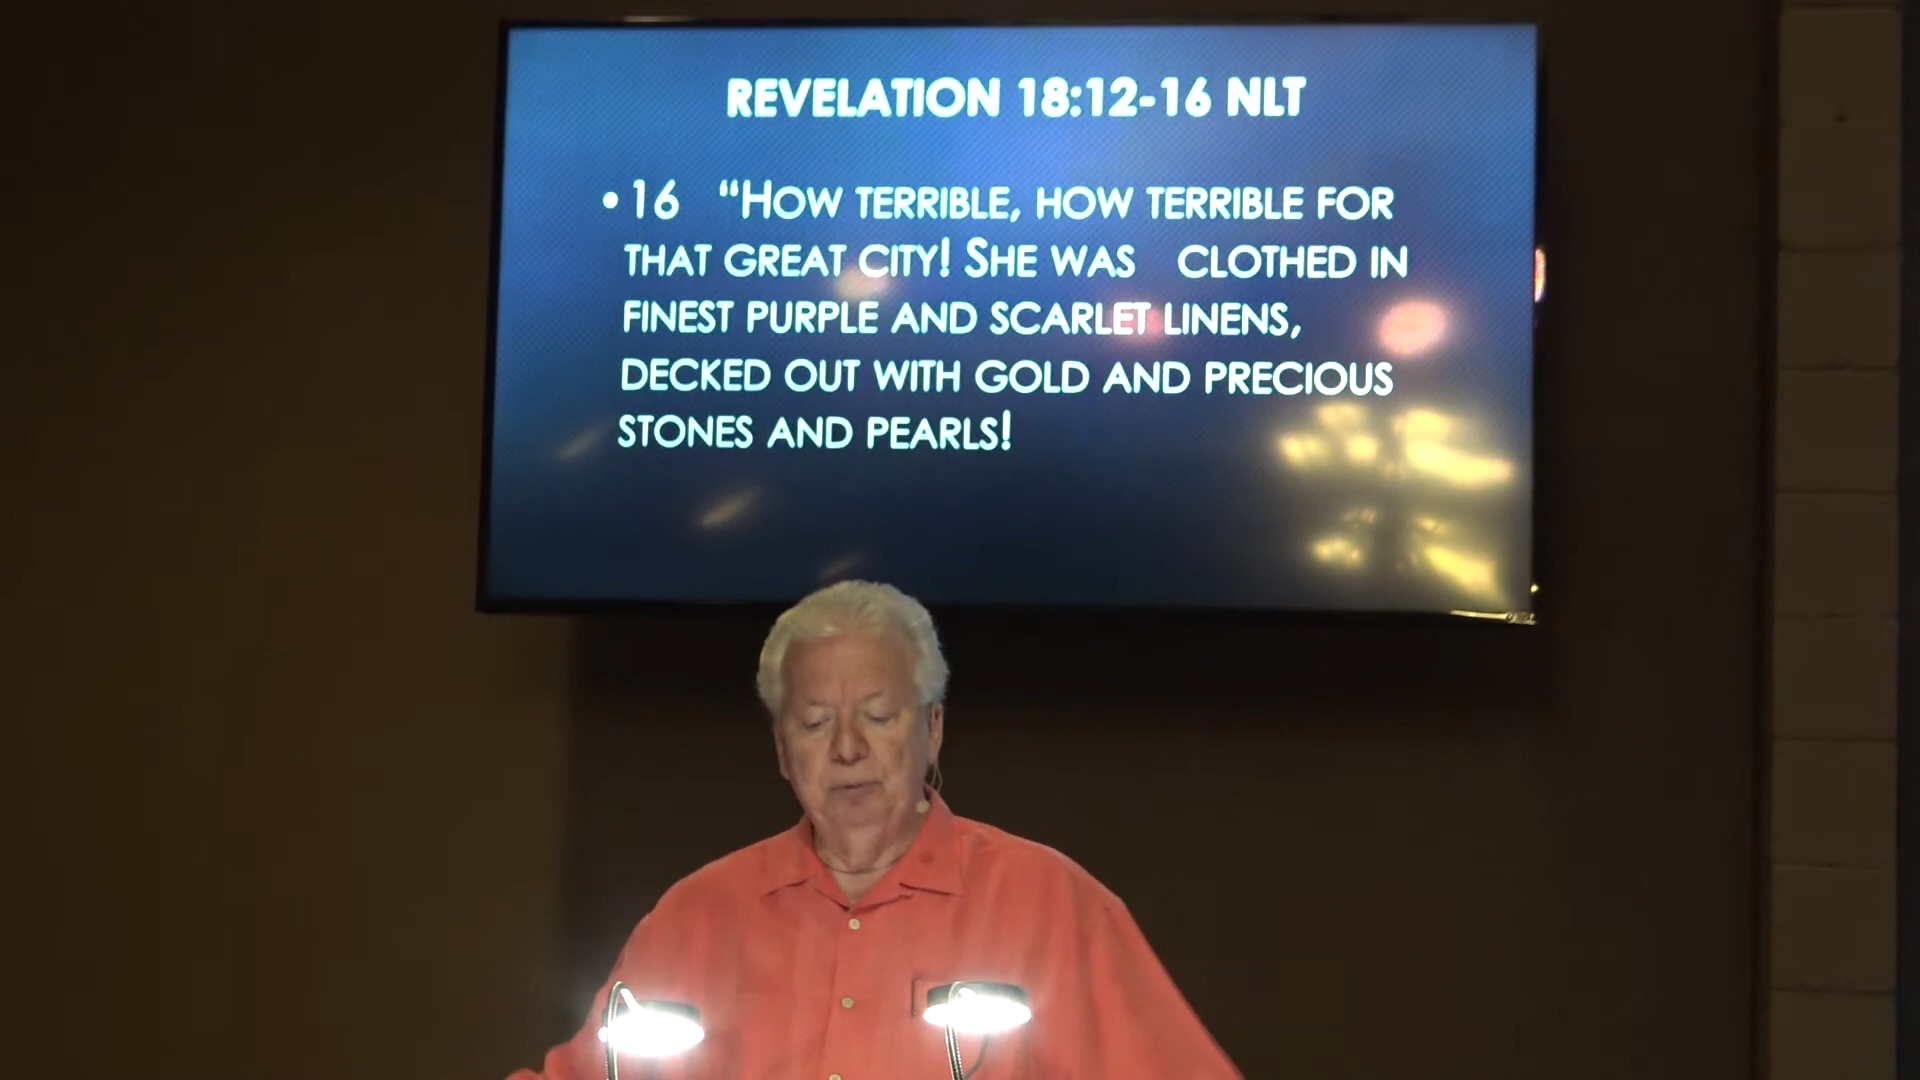 REVELATION 18:12-16 NLT
• 16 “HOW TERRIBLE, HOW TERRIBLE FOR
THAT GREAT CITY! SHE WAS CLOTHED IN
FINEST PURPLE AND SCARLET LINENS,
DECKED OUT WITH GOLD AND PRECIOUS
STONES AND PEARLS!